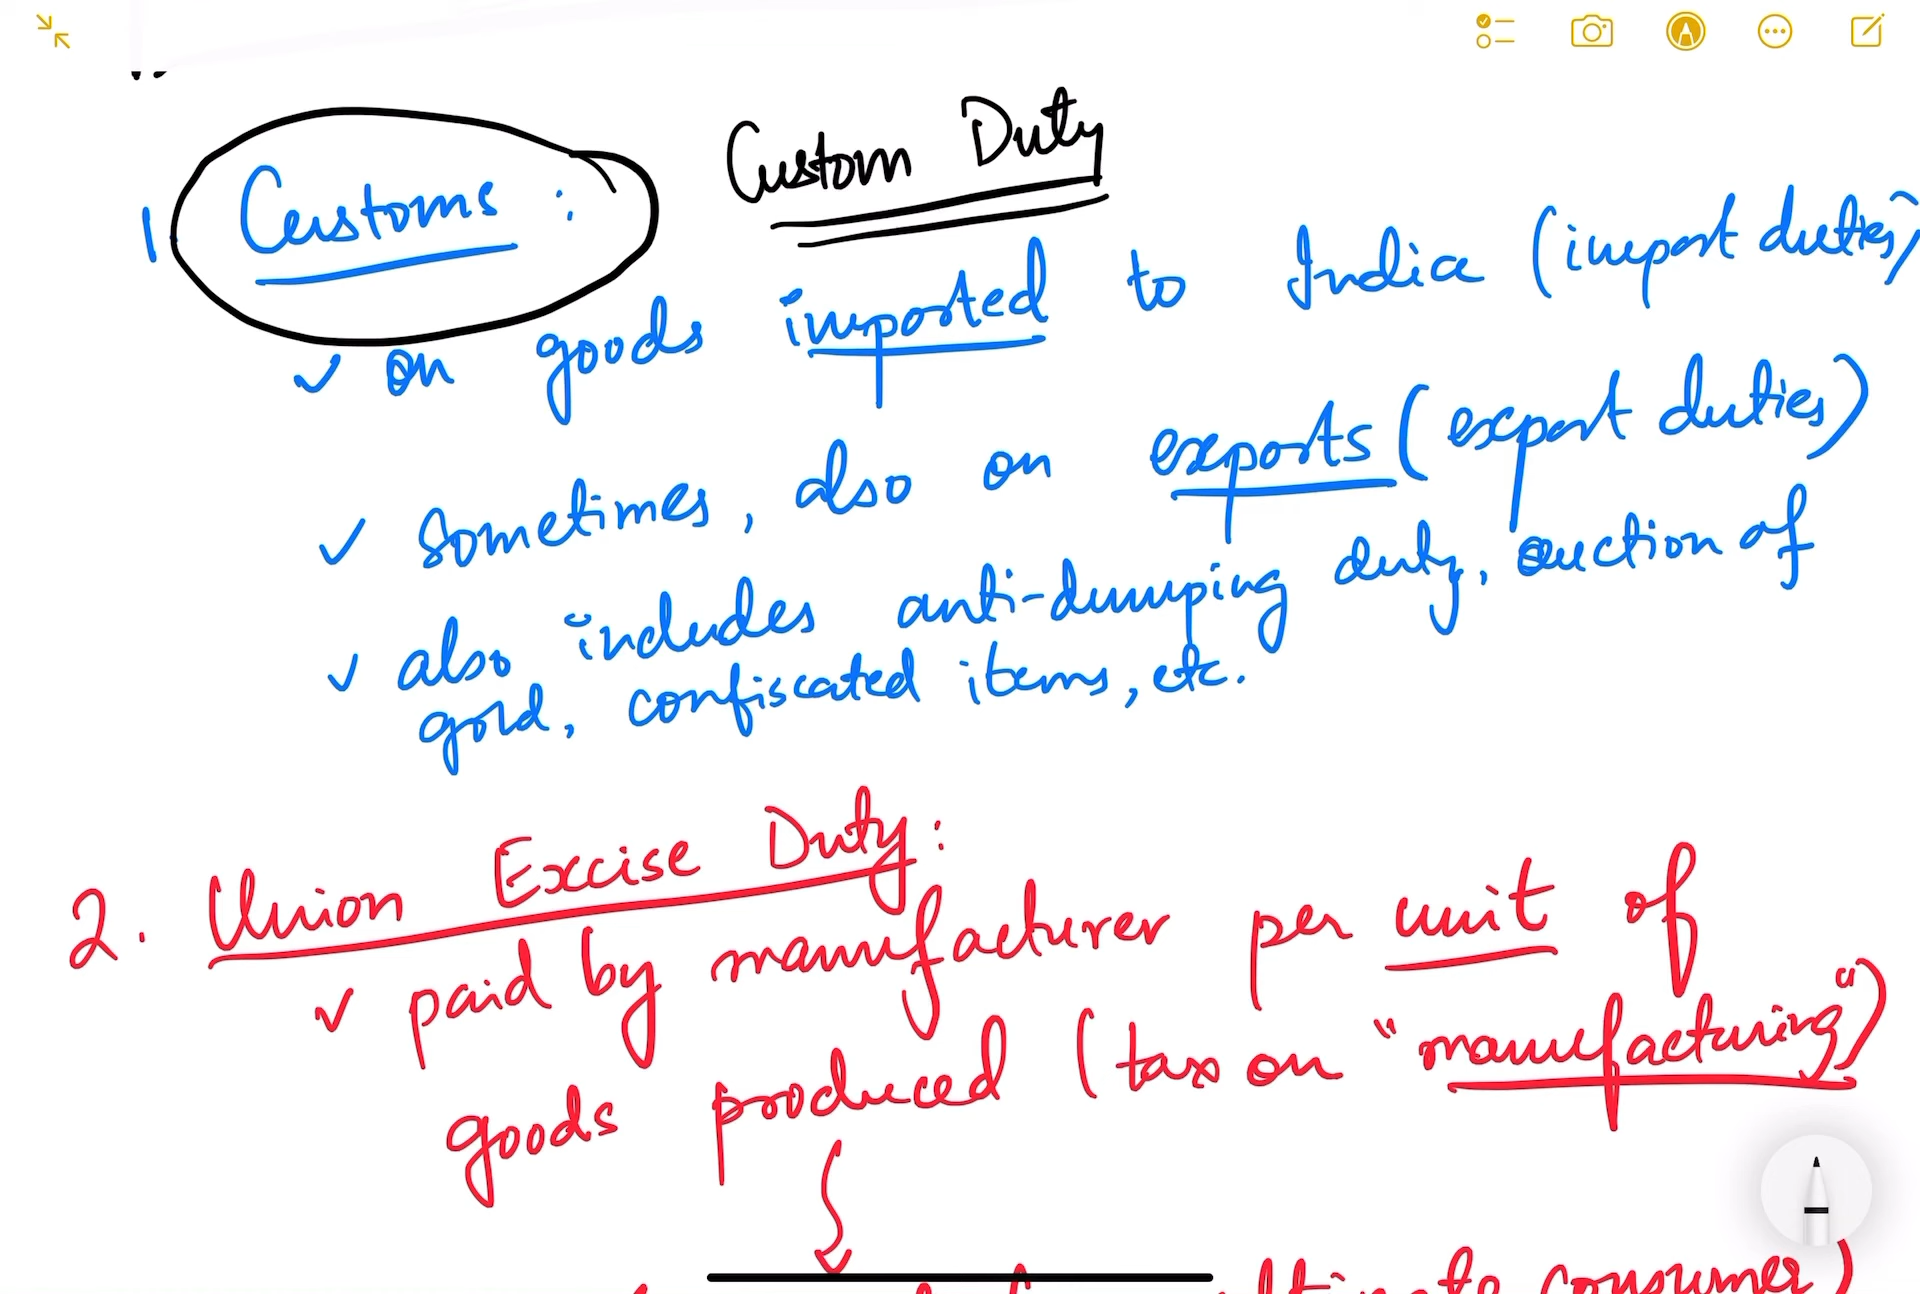 Custom Duty
1 Customs :
✓ on goods imported to India (import duties)
✓ sometimes, also on exports (export duties)
✓ also includes anti-dumping duty, auction of
gold, confiscated items, etc.
2. Union Excise Duty:
✓ paid by manufacturer per unit of
goods produced (tax on "manufacturing")
ultimate consumer)